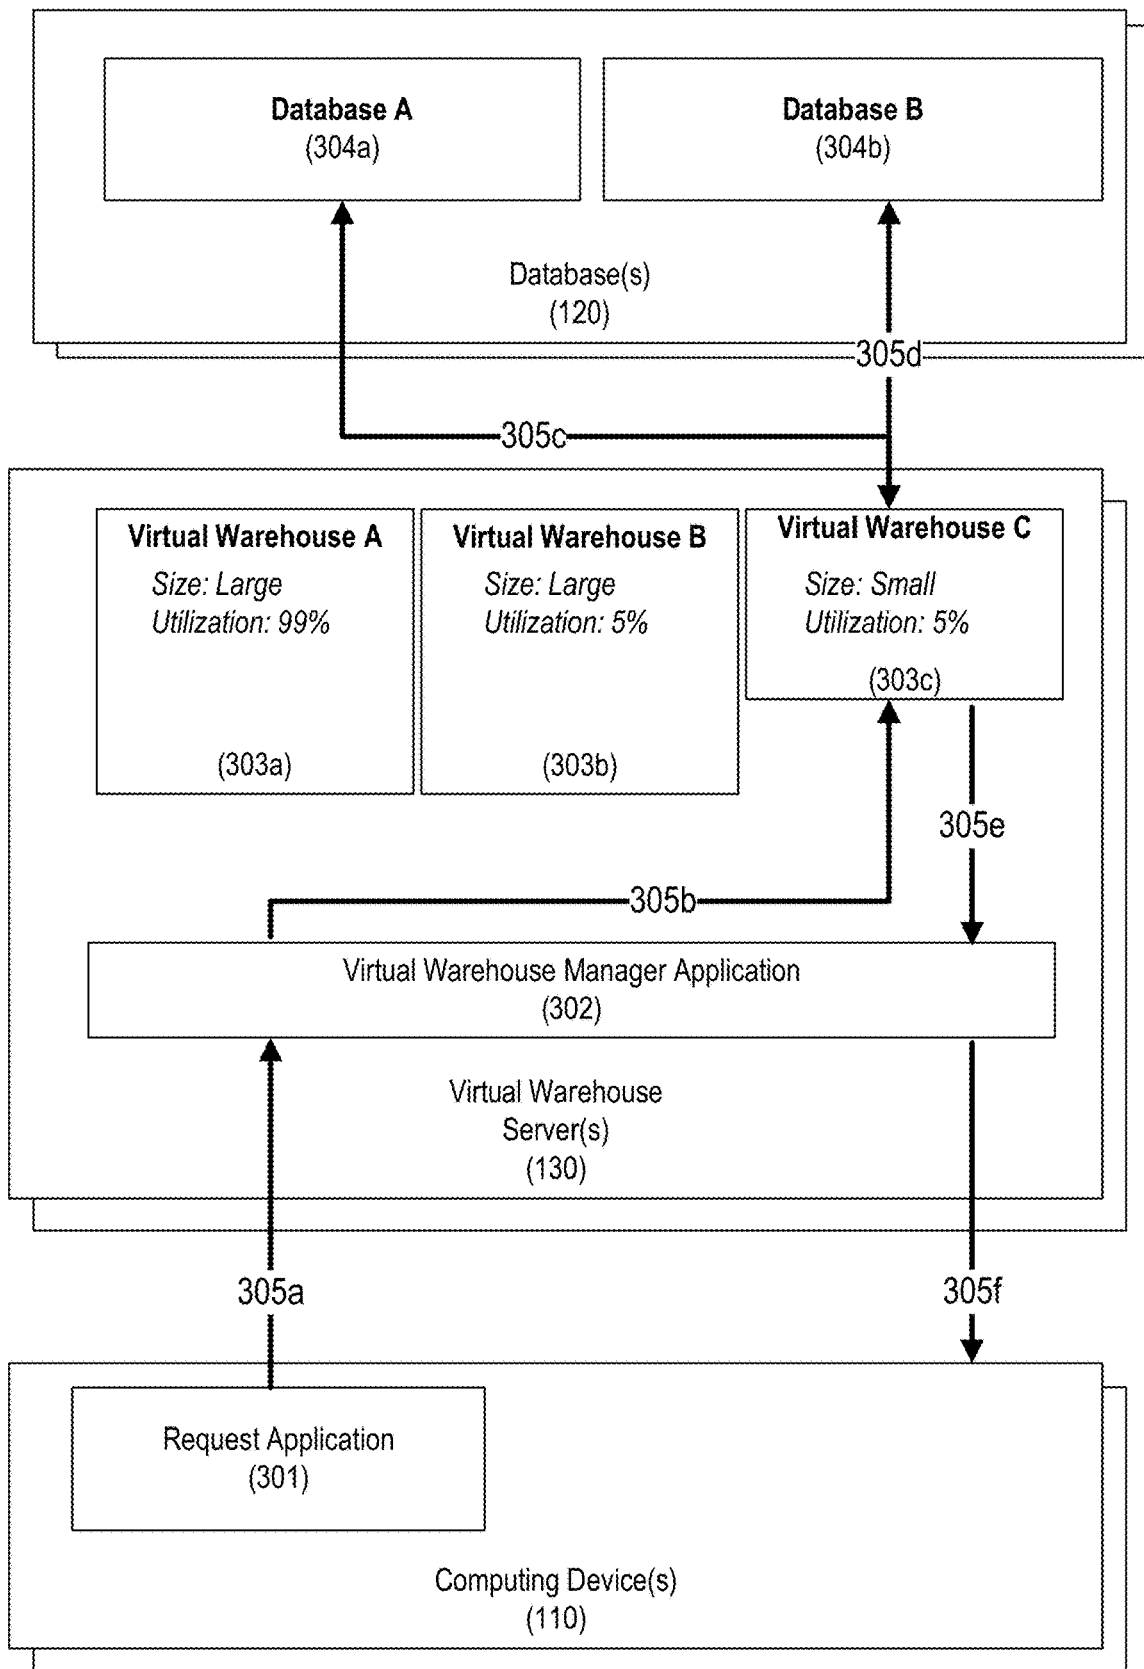 Database A
(304a)
Database B
(304b)
Database(s)
(120)
305d
305c
Virtual Warehouse A
Size: Large
Utilization: 99%
(303a)
Virtual Warehouse B
Size: Large
Utilization: 5%
(303b)
Virtual Warehouse C
Size: Small
Utilization: 5%
(303c)
305e
305b
Virtual Warehouse Manager Application
(302)
Virtual Warehouse
Server(s)
(130)
305a
305f
Request Application
(301)
Computing Device(s)
(110)